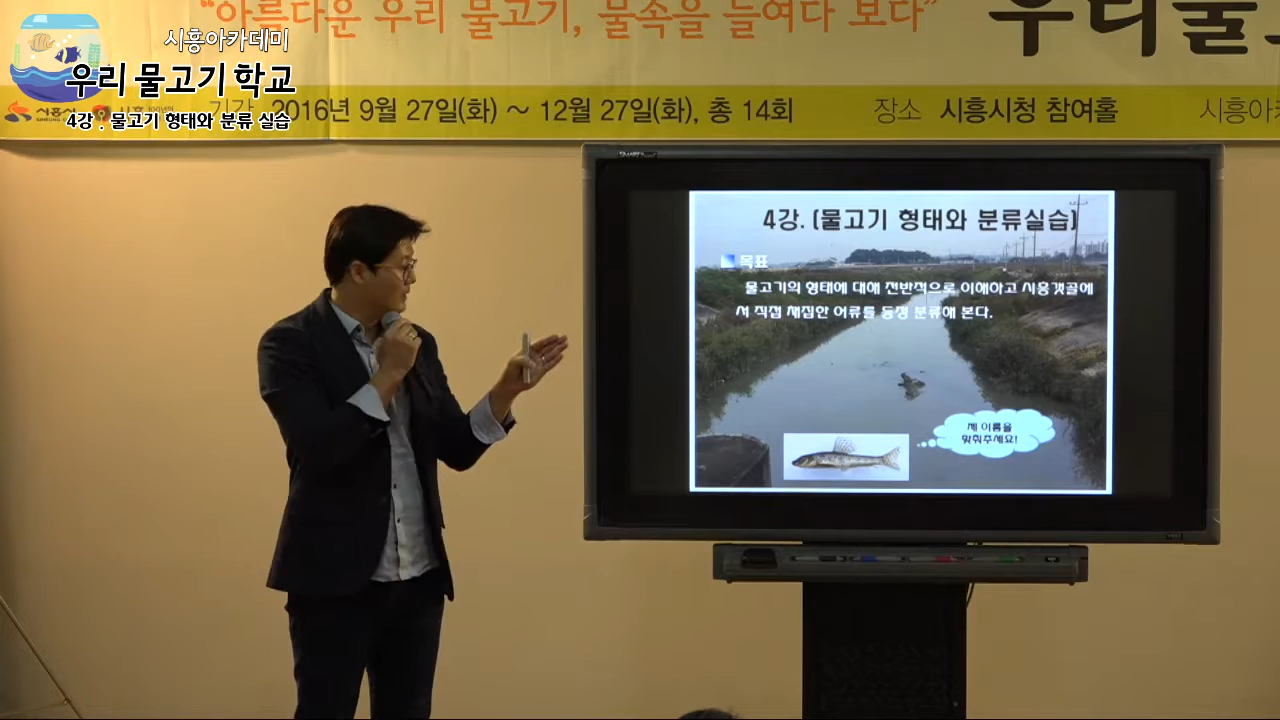 “아름다운 우리 물고기, 물속을 들여다 보다”
우리물
시흥아카데미
우리 물고기 학교
4강 . 물고기 형태와 분류 실습
기간 2016년 9월 27일(화) ~ 12월 27일(화), 총 14회
장소 시흥시청 참여홀
시흥아카
4강. (물고기 형태와 분류실습)
목표
물고기의 형태에 대해 전반적으로 이해하고 시흥갯골에
서 직접 채집한 어류를 동정 분류해 본다.
제 이름을
맞춰주세요!